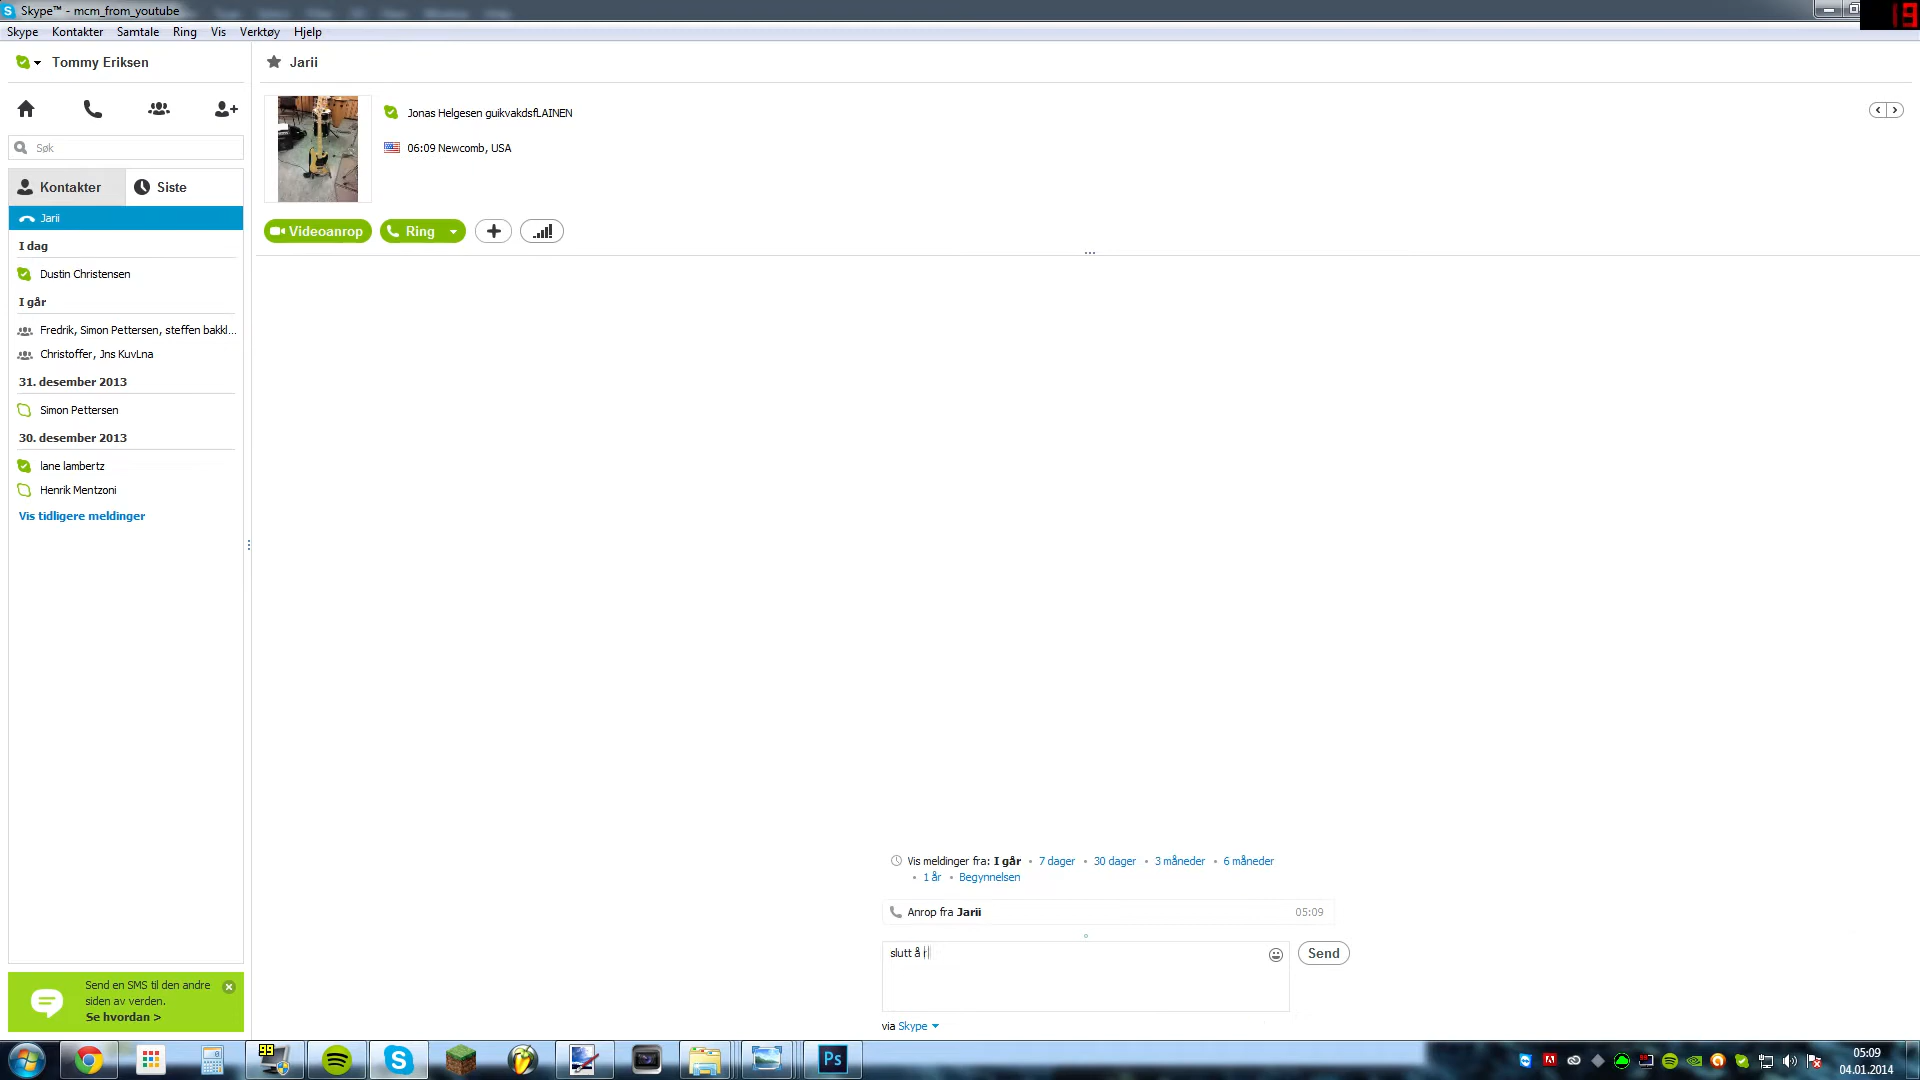 Skype™ - mcm_from_youtube
19
Skype Kontakter Samtale Ring Vis Verktøy Hjelp
Tommy Eriksen
Jarii
Jonas Helgesen guikvakdsfLAINEN
06:09 Newcomb, USA
Søk
Kontakter Siste
Videoanrop Ring
Jarii
I dag
Dustin Christensen
I går
Fredrik, Simon Pettersen, steffen bakkl...
Christoffer, Jns KuvLna
31. desember 2013
Simon Pettersen
30. desember 2013
lane lambertz
Henrik Mentzoni
Vis tidligere meldinger
Vis meldinger fra: I går • 7 dager • 30 dager • 3 måneder • 6 måneder
• 1 år • Begynnelsen
Anrop fra Jarii 05:09
slutt å r
Send
via Skype
Send en SMS til den andre
siden av verden.
Se hvordan >
99
Ps
05:09
04.01.2014